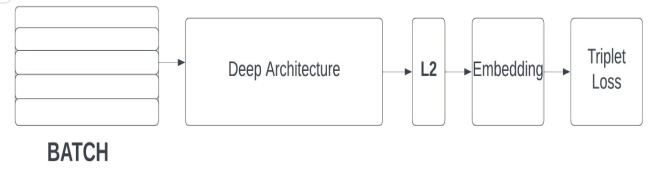 Deep Architecture
L2
Embedding
Triplet
Loss
BATCH